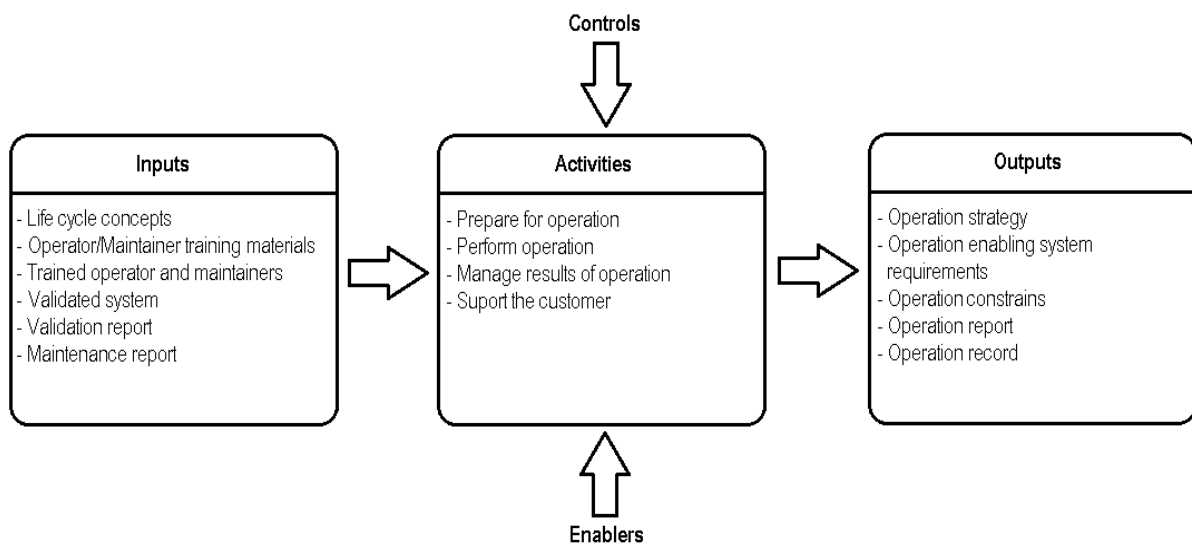 Controls
Inputs
- Life cycle concepts
- Operator/Maintainer training materials
- Trained operator and maintainers
- Validated system
- Validation report
- Maintenance report
Activities
- Prepare for operation
- Perform operation
- Manage results of operation
- Suport the customer
Outputs
- Operation strategy
- Operation enabling system
requirements
- Operation constrains
- Operation report
- Operation record
Enablers